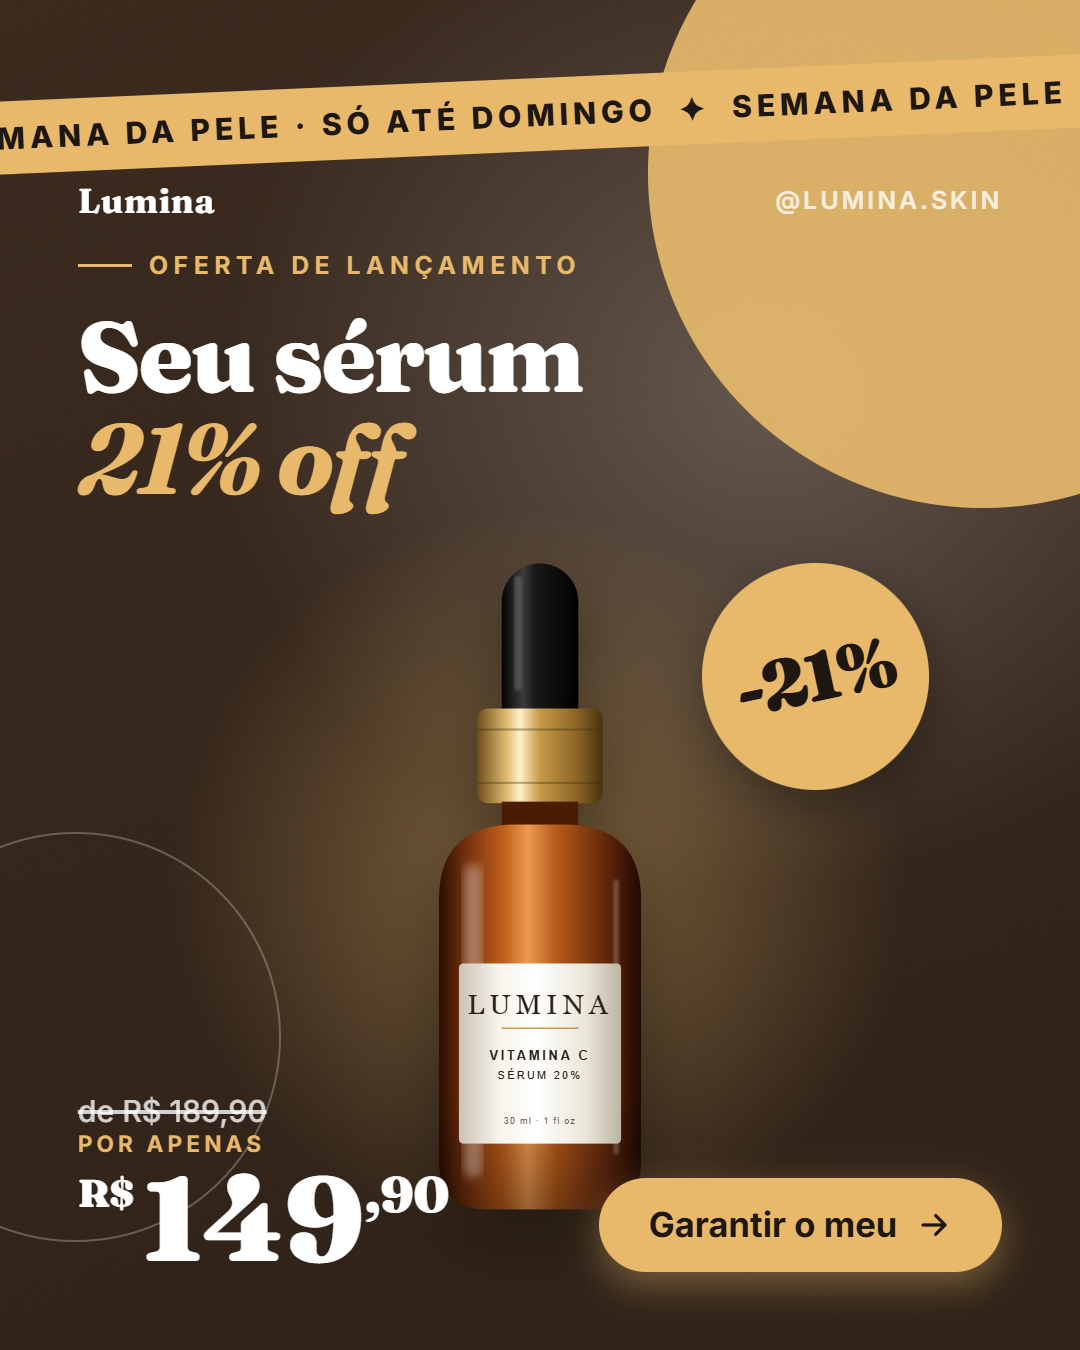 MANA DA PELE · SÓ ATÉ DOMINGO ✦ SEMANA DA PELE
Lumina
@LUMINA.SKIN
OFERTA DE LANÇAMENTO
Seu sérum
21% off
-21%
LUMINA
VITAMINA C
SÉRUM 20%
30 ml · 1 fl oz
de R$ 189,90
POR APENAS
R$ 149,90
Garantir o meu →